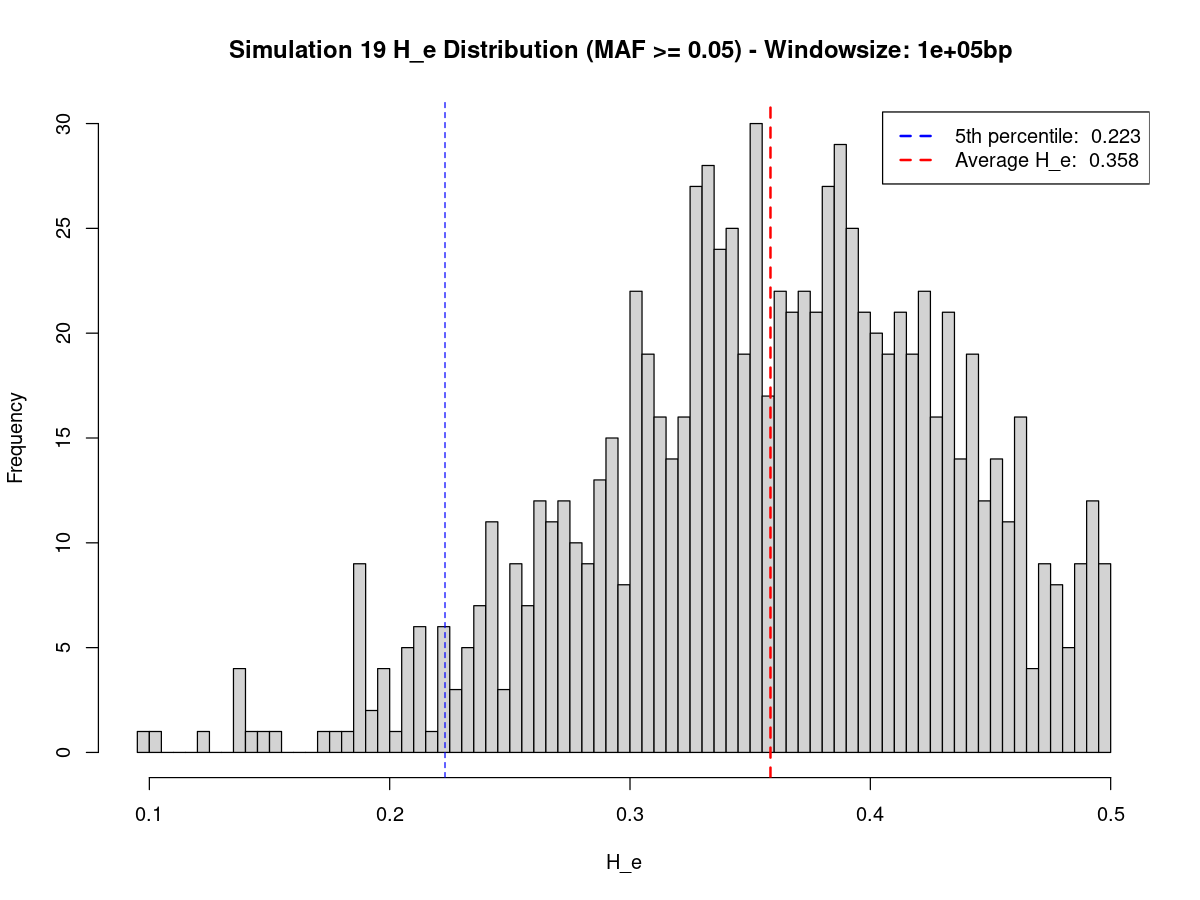 Simulation 19 H_e Distribution (MAF >= 0.05) - Windowsize: 1e+05bp
5th percentile: 0.223
Average H_e: 0.358
Frequency
30
25
20
15
10
5
0
0.1 0.2 0.3 0.4 0.5
H_e